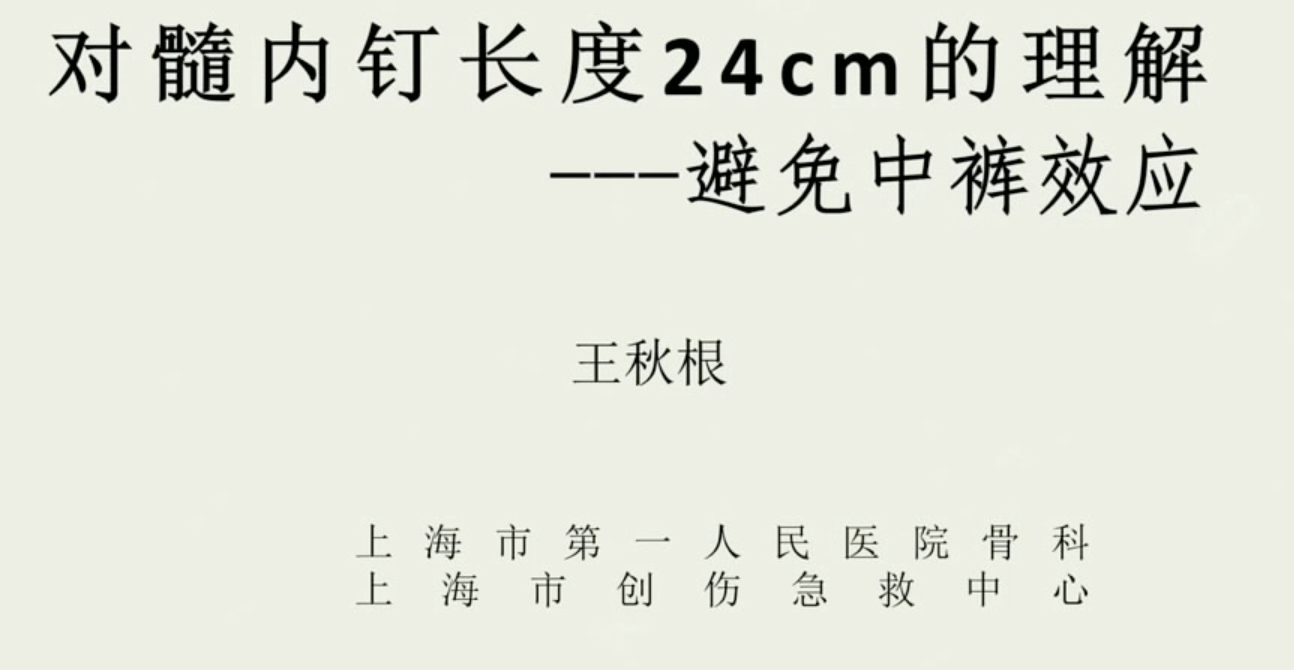 对髓内钉长度24cm的理解
---避免中裤效应
王秋根
上海市第一人民医院骨科
上海市创伤急救中心